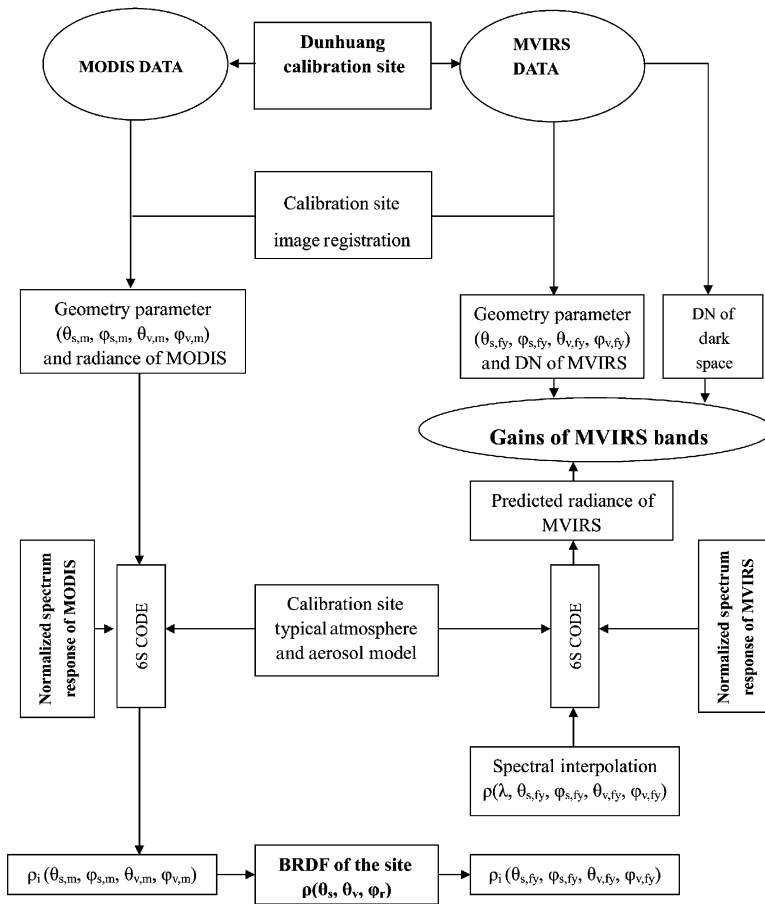 MODIS DATA
Dunhuang
calibration site
MVIRS
DATA
Calibration site
image registration
Geometry parameter
(θs,m, φs,m, θv,m, φv,m)
and radiance of MODIS
Geometry parameter
(θs,fy, φs,fy, θv,fy, φv,fy)
and DN of MVIRS
DN of
dark
space
Gains of MVIRS bands
Predicted radiance of
MVIRS
Normalized spectrum
response of MODIS
6S CODE
Calibration site
typical atmosphere
and aerosol model
6S CODE
Normalized spectrum
response of MVIRS
Spectral interpolation
ρ(λ, θs,fy, φs,fy, θv,fy, φv,fy)
ρi (θs,m, φs,m, θv,m, φv,m)
BRDF of the site
ρ(θs, θv, φr)
ρi (θs,fy, φs,fy, θv,fy, φv,fy)